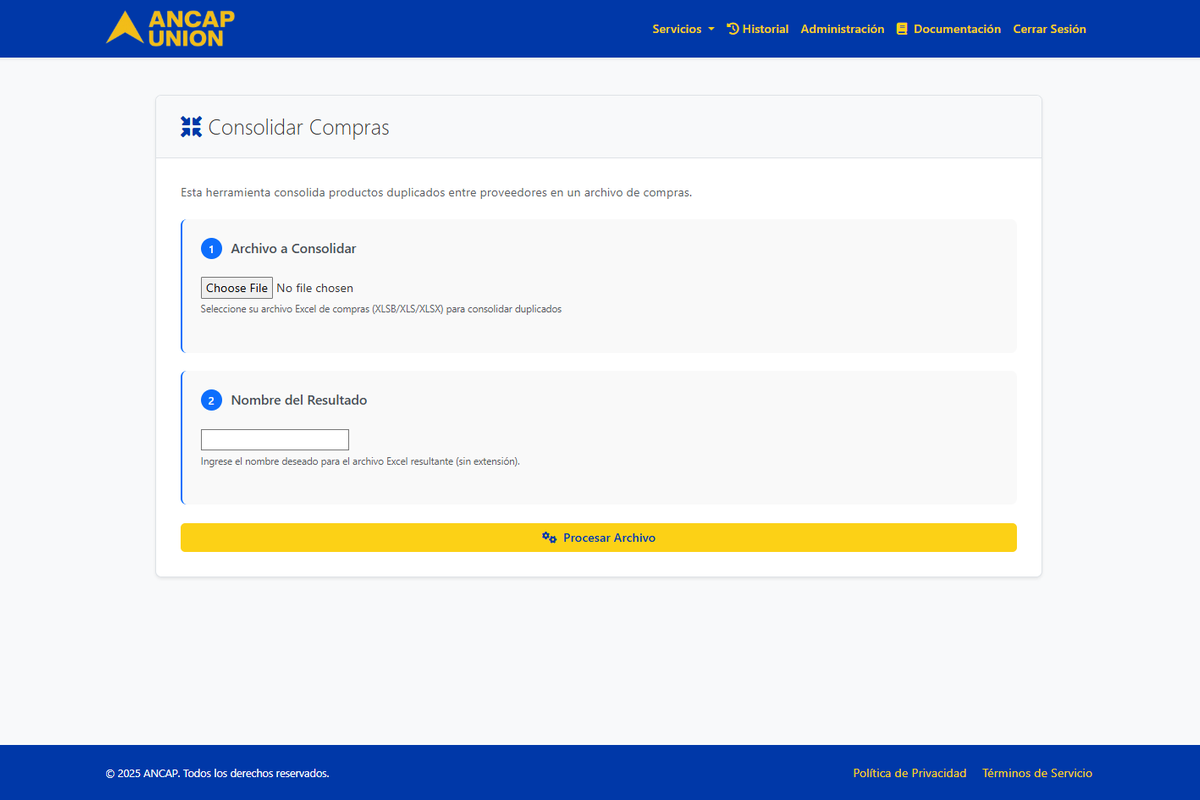 ANCAP
UNION
Servicios
Historial
Administración
Documentación
Cerrar Sesión
Consolidar Compras
Esta herramienta consolida productos duplicados entre proveedores en un archivo de compras.
1 Archivo a Consolidar
Choose File No file chosen
Seleccione su archivo Excel de compras (XLSB/XLS/XLSX) para consolidar duplicados
2 Nombre del Resultado
Ingrese el nombre deseado para el archivo Excel resultante (sin extensión).
Procesar Archivo
© 2025 ANCAP. Todos los derechos reservados.
Política de Privacidad
Términos de Servicio